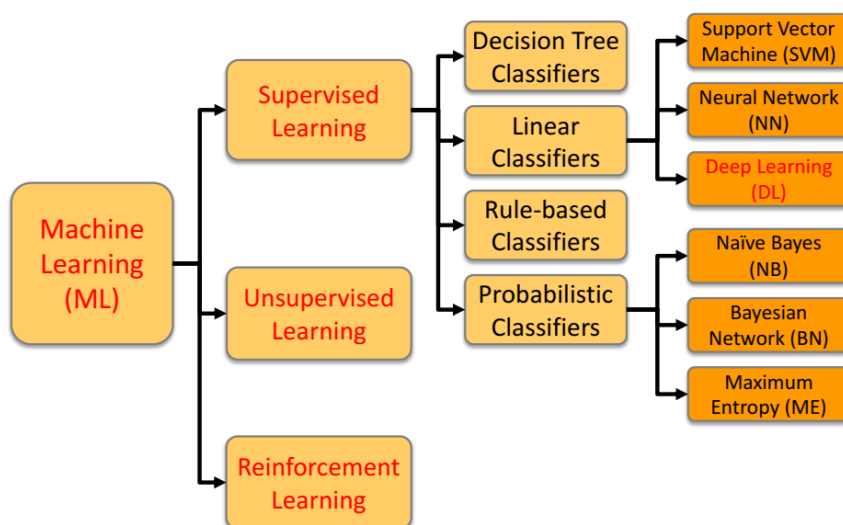 Machine
Learning
(ML)
Supervised
Learning
Unsupervised
Learning
Reinforcement
Learning
Decision Tree
Classifiers
Linear
Classifiers
Rule-based
Classifiers
Probabilistic
Classifiers
Support Vector
Machine (SVM)
Neural Network
(NN)
Deep Learning
(DL)
Naïve Bayes
(NB)
Bayesian
Network (BN)
Maximum
Entropy (ME)